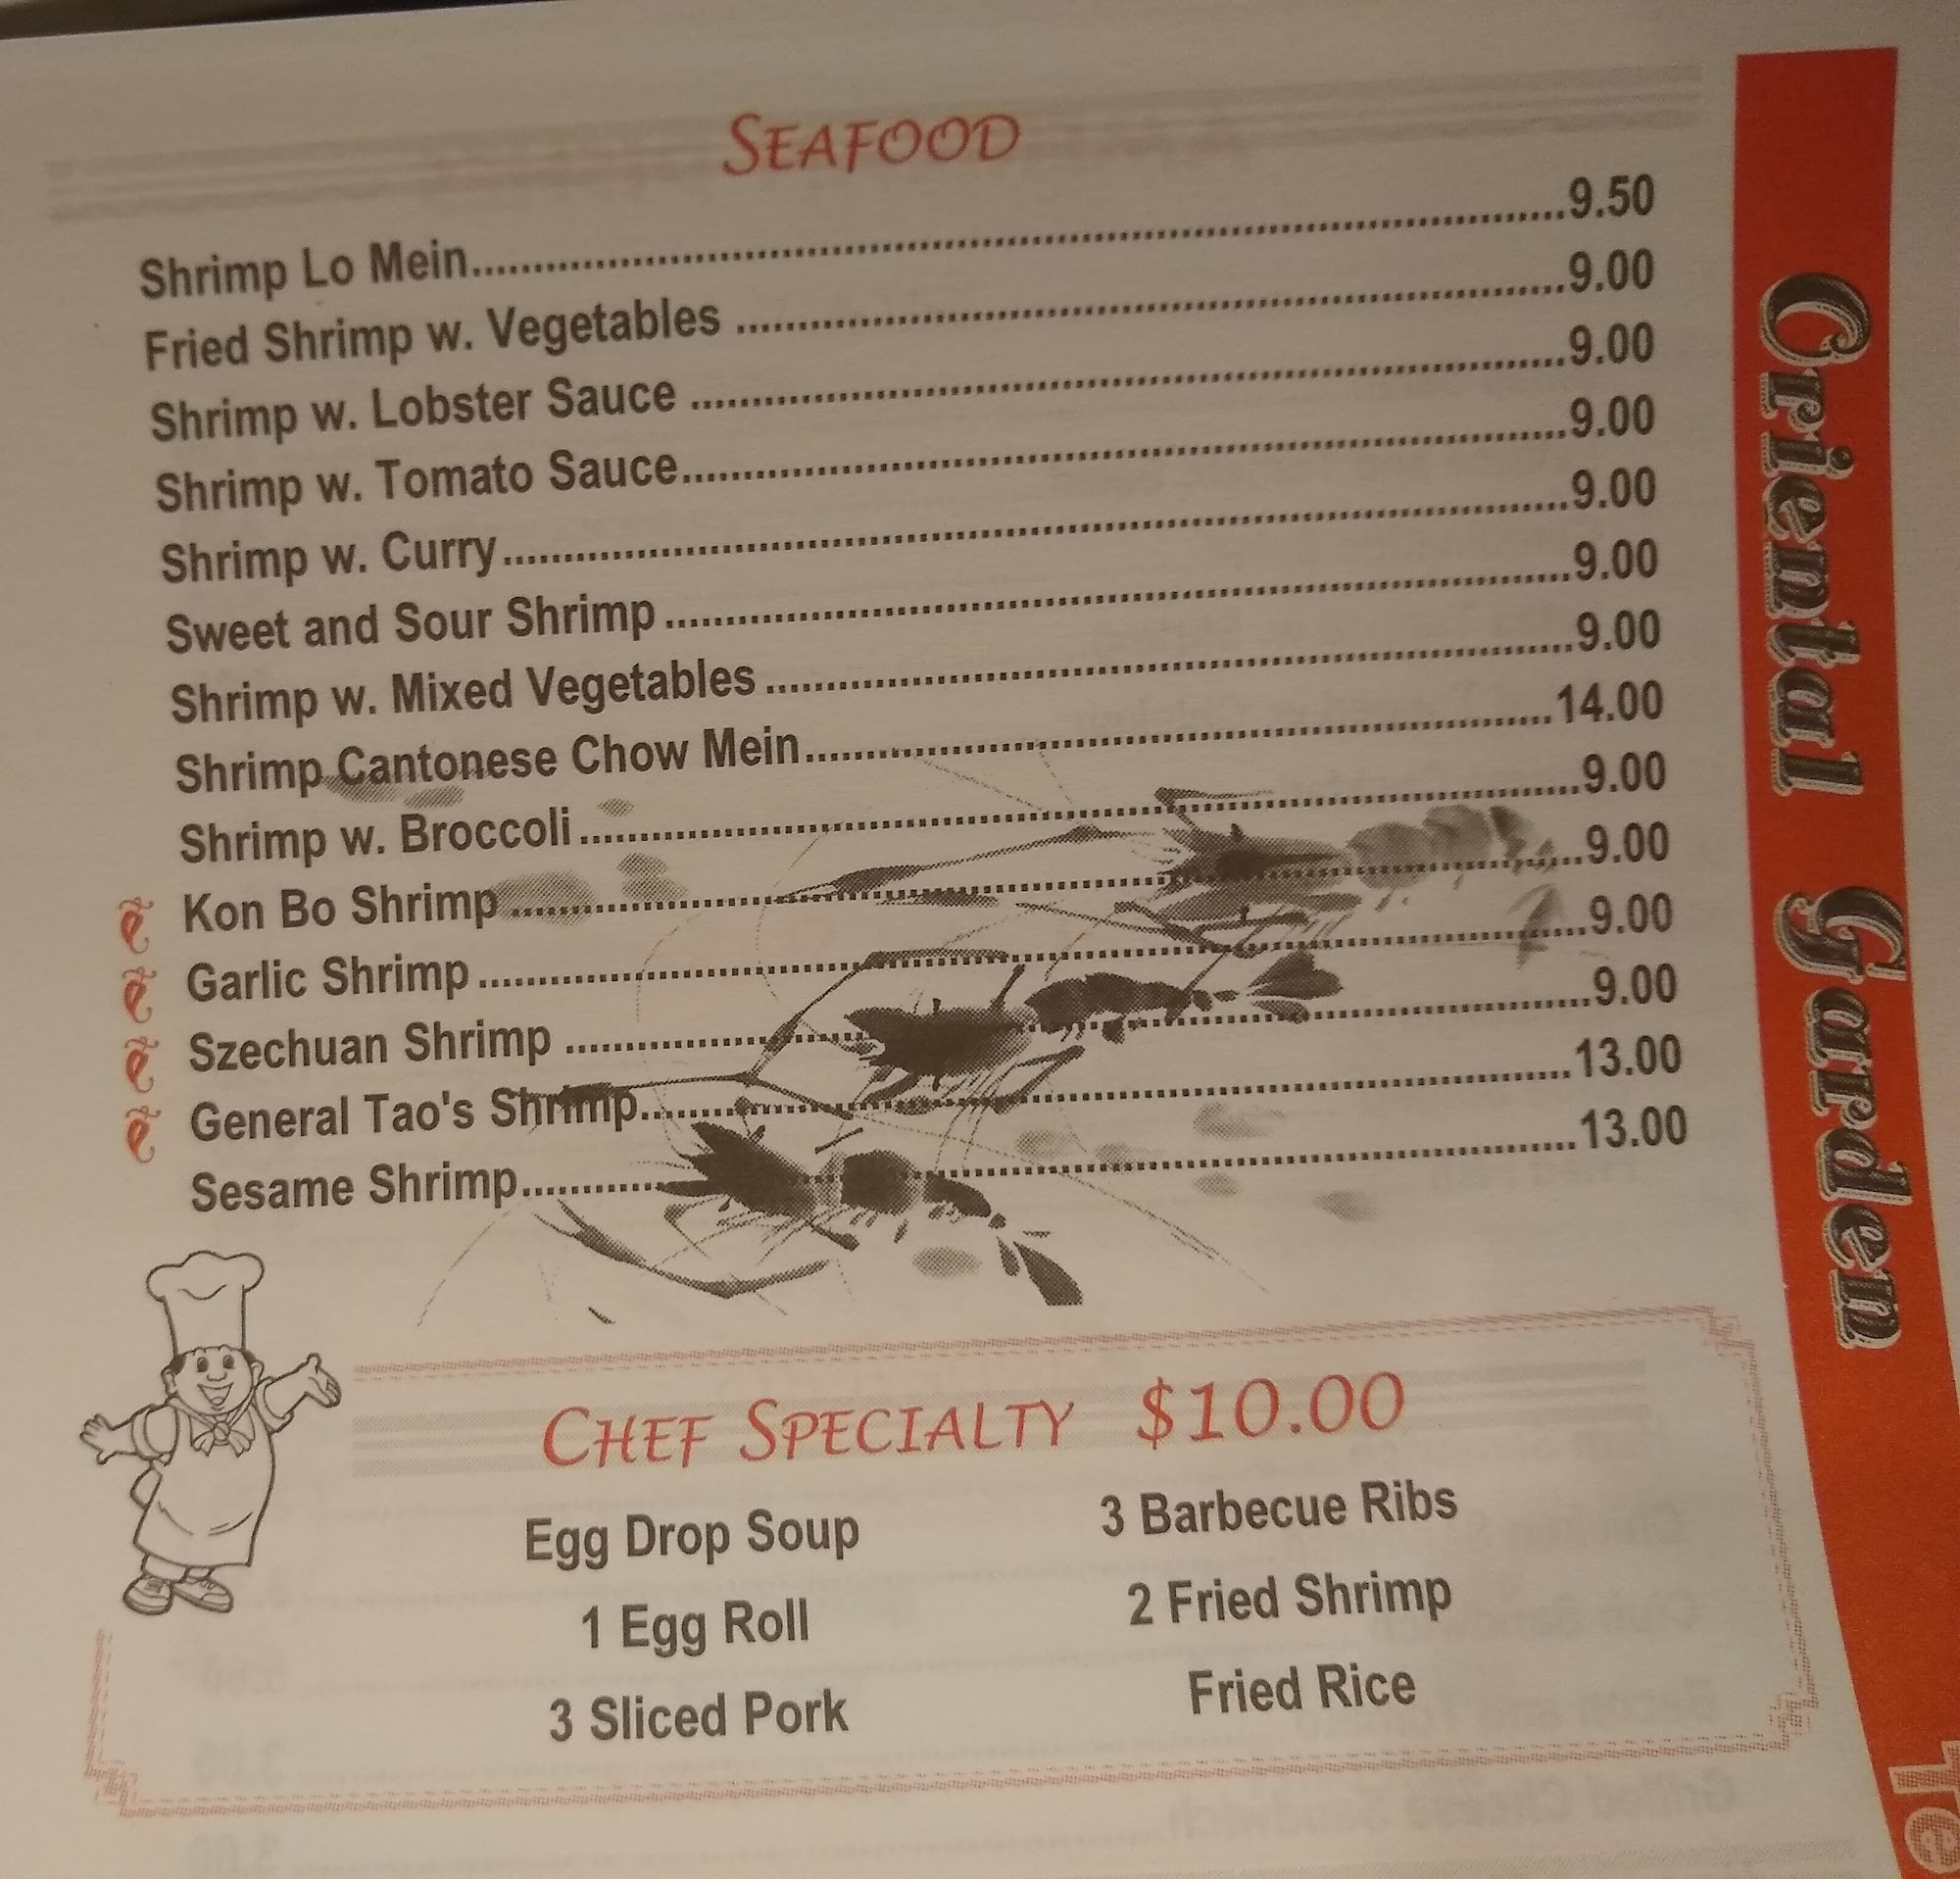 SEAFOOD
Shrimp Lo Mein..........9.50
Fried Shrimp w. Vegetables ..........9.00
Shrimp w. Lobster Sauce ..........9.00
Shrimp w. Tomato Sauce..........9.00
Shrimp w. Curry..........9.00
Sweet and Sour Shrimp ..........9.00
Shrimp w. Mixed Vegetables ..........9.00
Shrimp Cantonese Chow Mein..........14.00
Shrimp w. Broccoli..........9.00
Kon Bo Shrimp..........9.00
Garlic Shrimp ..........9.00
Szechuan Shrimp ..........9.00
General Tao's Shrimp..........13.00
Sesame Shrimp..........13.00
CHEF SPECIALTY $10.00
Egg Drop Soup
1 Egg Roll
3 Sliced Pork
3 Barbecue Ribs
2 Fried Shrimp
Fried Rice
Oriental Garden
Te